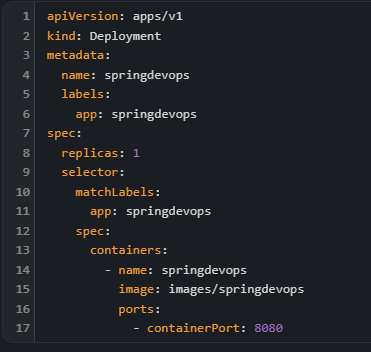 1 apiVersion: apps/v1
2 kind: Deployment
3 metadata:
4   name: springdevops
5   labels:
6     app: springdevops
7 spec:
8   replicas: 1
9   selector:
10     matchLabels:
11       app: springdevops
12     spec:
13       containers:
14         - name: springdevops
15           image: images/springdevops
16           ports:
17             - containerPort: 8080